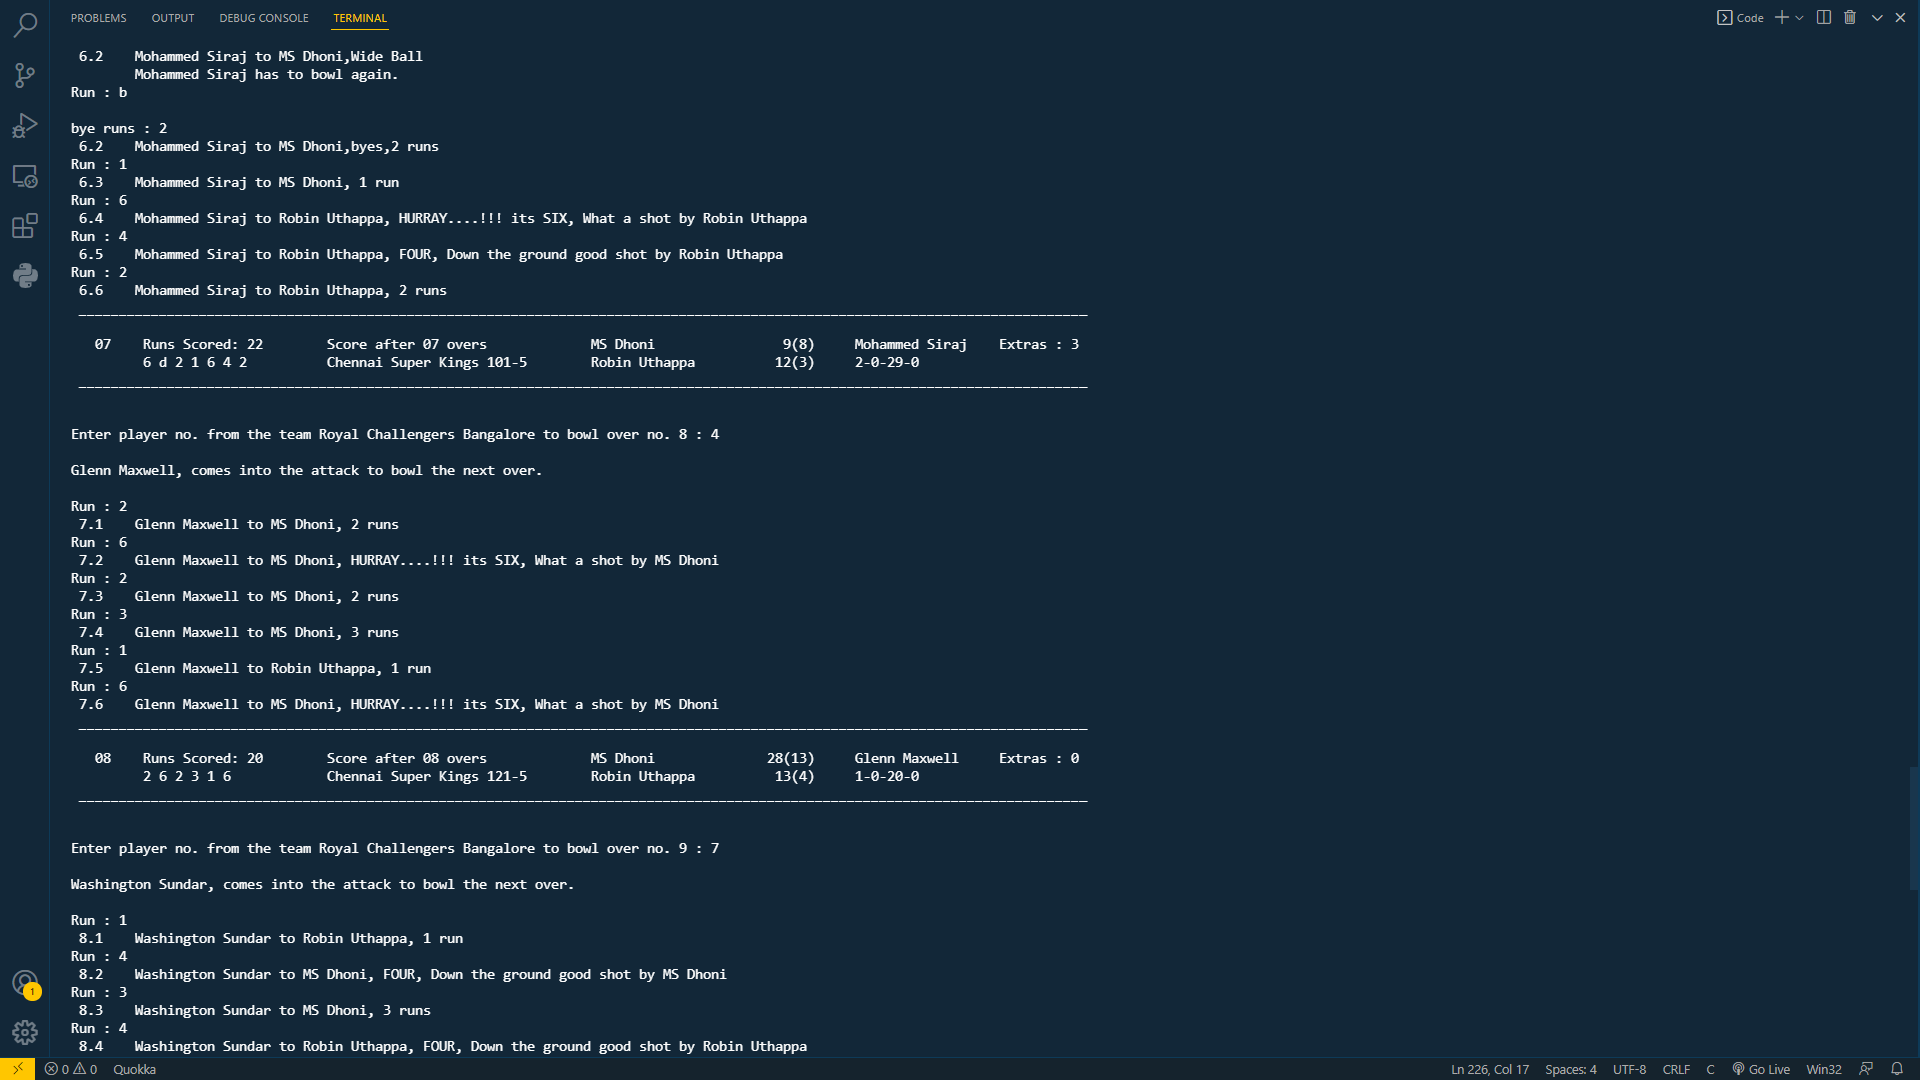 PROBLEMS OUTPUT DEBUG CONSOLE TERMINAL Code
6.2 Mohammed Siraj to MS Dhoni,Wide Ball
Mohammed Siraj has to bowl again.
Run : b
bye runs : 2
6.2 Mohammed Siraj to MS Dhoni,byes,2 runs
Run : 1
6.3 Mohammed Siraj to MS Dhoni, 1 run
Run : 6
6.4 Mohammed Siraj to Robin Uthappa, HURRAY....!!! its SIX, What a shot by Robin Uthappa
Run : 4
6.5 Mohammed Siraj to Robin Uthappa, FOUR, Down the ground good shot by Robin Uthappa
Run : 2
6.6 Mohammed Siraj to Robin Uthappa, 2 runs
07 Runs Scored: 22 Score after 07 overs MS Dhoni 9(8) Mohammed Siraj Extras : 3
6 d 2 1 6 4 2 Chennai Super Kings 101-5 Robin Uthappa 12(3) 2-0-29-0
Enter player no. from the team Royal Challengers Bangalore to bowl over no. 8 : 4
Glenn Maxwell, comes into the attack to bowl the next over.
Run : 2
7.1 Glenn Maxwell to MS Dhoni, 2 runs
Run : 6
7.2 Glenn Maxwell to MS Dhoni, HURRAY....!!! its SIX, What a shot by MS Dhoni
Run : 2
7.3 Glenn Maxwell to MS Dhoni, 2 runs
Run : 3
7.4 Glenn Maxwell to MS Dhoni, 3 runs
Run : 1
7.5 Glenn Maxwell to Robin Uthappa, 1 run
Run : 6
7.6 Glenn Maxwell to MS Dhoni, HURRAY....!!! its SIX, What a shot by MS Dhoni
08 Runs Scored: 20 Score after 08 overs MS Dhoni 28(13) Glenn Maxwell Extras : 0
2 6 2 3 1 6 Chennai Super Kings 121-5 Robin Uthappa 13(4) 1-0-20-0
Enter player no. from the team Royal Challengers Bangalore to bowl over no. 9 : 7
Washington Sundar, comes into the attack to bowl the next over.
Run : 1
8.1 Washington Sundar to Robin Uthappa, 1 run
Run : 4
8.2 Washington Sundar to MS Dhoni, FOUR, Down the ground good shot by MS Dhoni
Run : 3
8.3 Washington Sundar to MS Dhoni, 3 runs
Run : 4
8.4 Washington Sundar to Robin Uthappa, FOUR, Down the ground good shot by Robin Uthappa
1
0 0 Quokka Ln 226, Col 17 Spaces: 4 UTF-8 CRLF C Go Live Win32